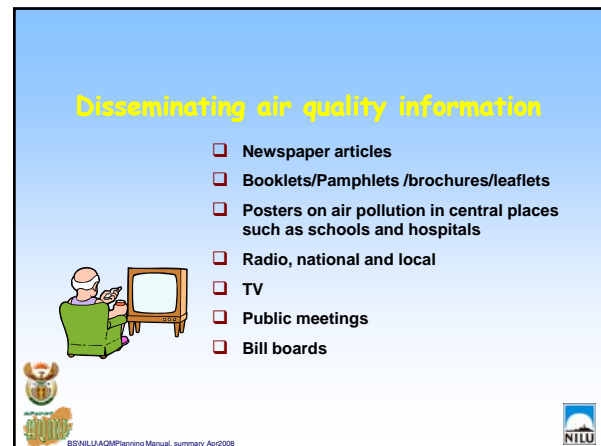 Disseminating air quality information
❑ Newspaper articles
❑ Booklets/Pamphlets /brochures/leaflets
❑ Posters on air pollution in central places
such as schools and hospitals
❑ Radio, national and local
❑ TV
❑ Public meetings
❑ Bill boards
AQMP
BS\NILU\AQMPlanning Manual, summary Apr2008
NILU